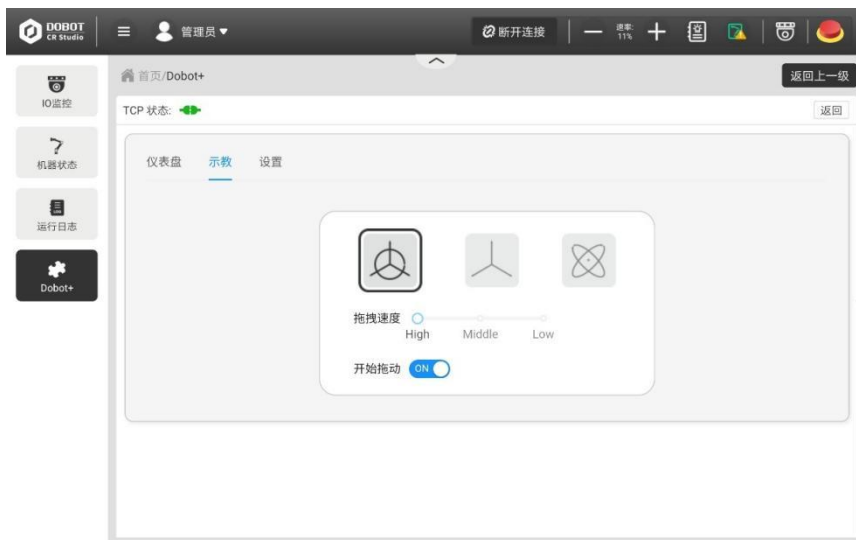 DOBOT
CR Studio
管理员
断开连接
速率:
11%
IO监控
机器状态
运行日志
Dobot+
首页/Dobot+
返回上一级
TCP 状态:
返回
仪表盘 示教 设置
拖拽速度
High Middle Low
开始拖动 ON